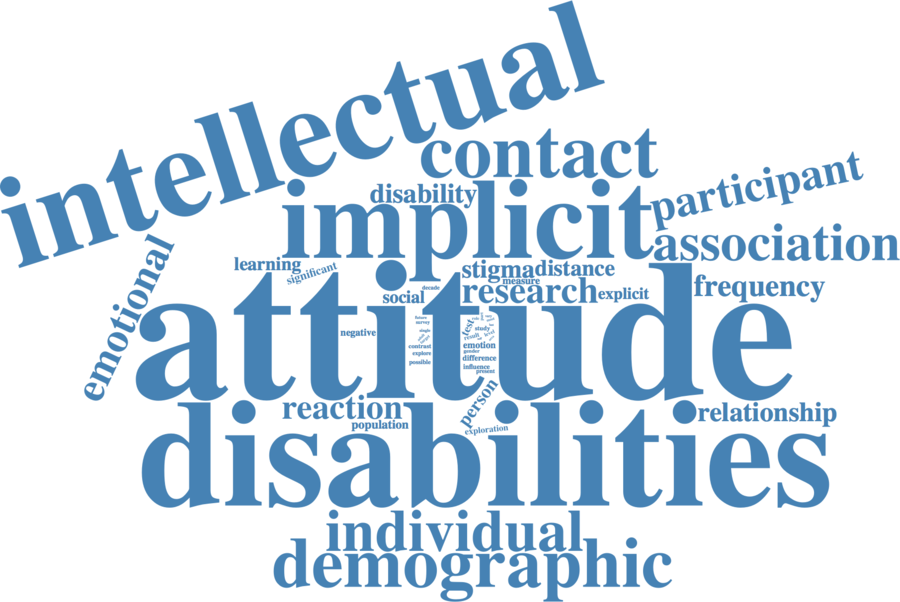 intellectual
contact
disability
implicit
participant
association
emotional
learning
significant
stigma
distance
measure
decade
social
research
explicit
frequency
attitude
negative
future
survey
single
contrast
explore
possible
test
study
level
result
emotion
gender
difference
influence
present
person
reaction
population
exploration
relationship
disabilities
individual
demographic